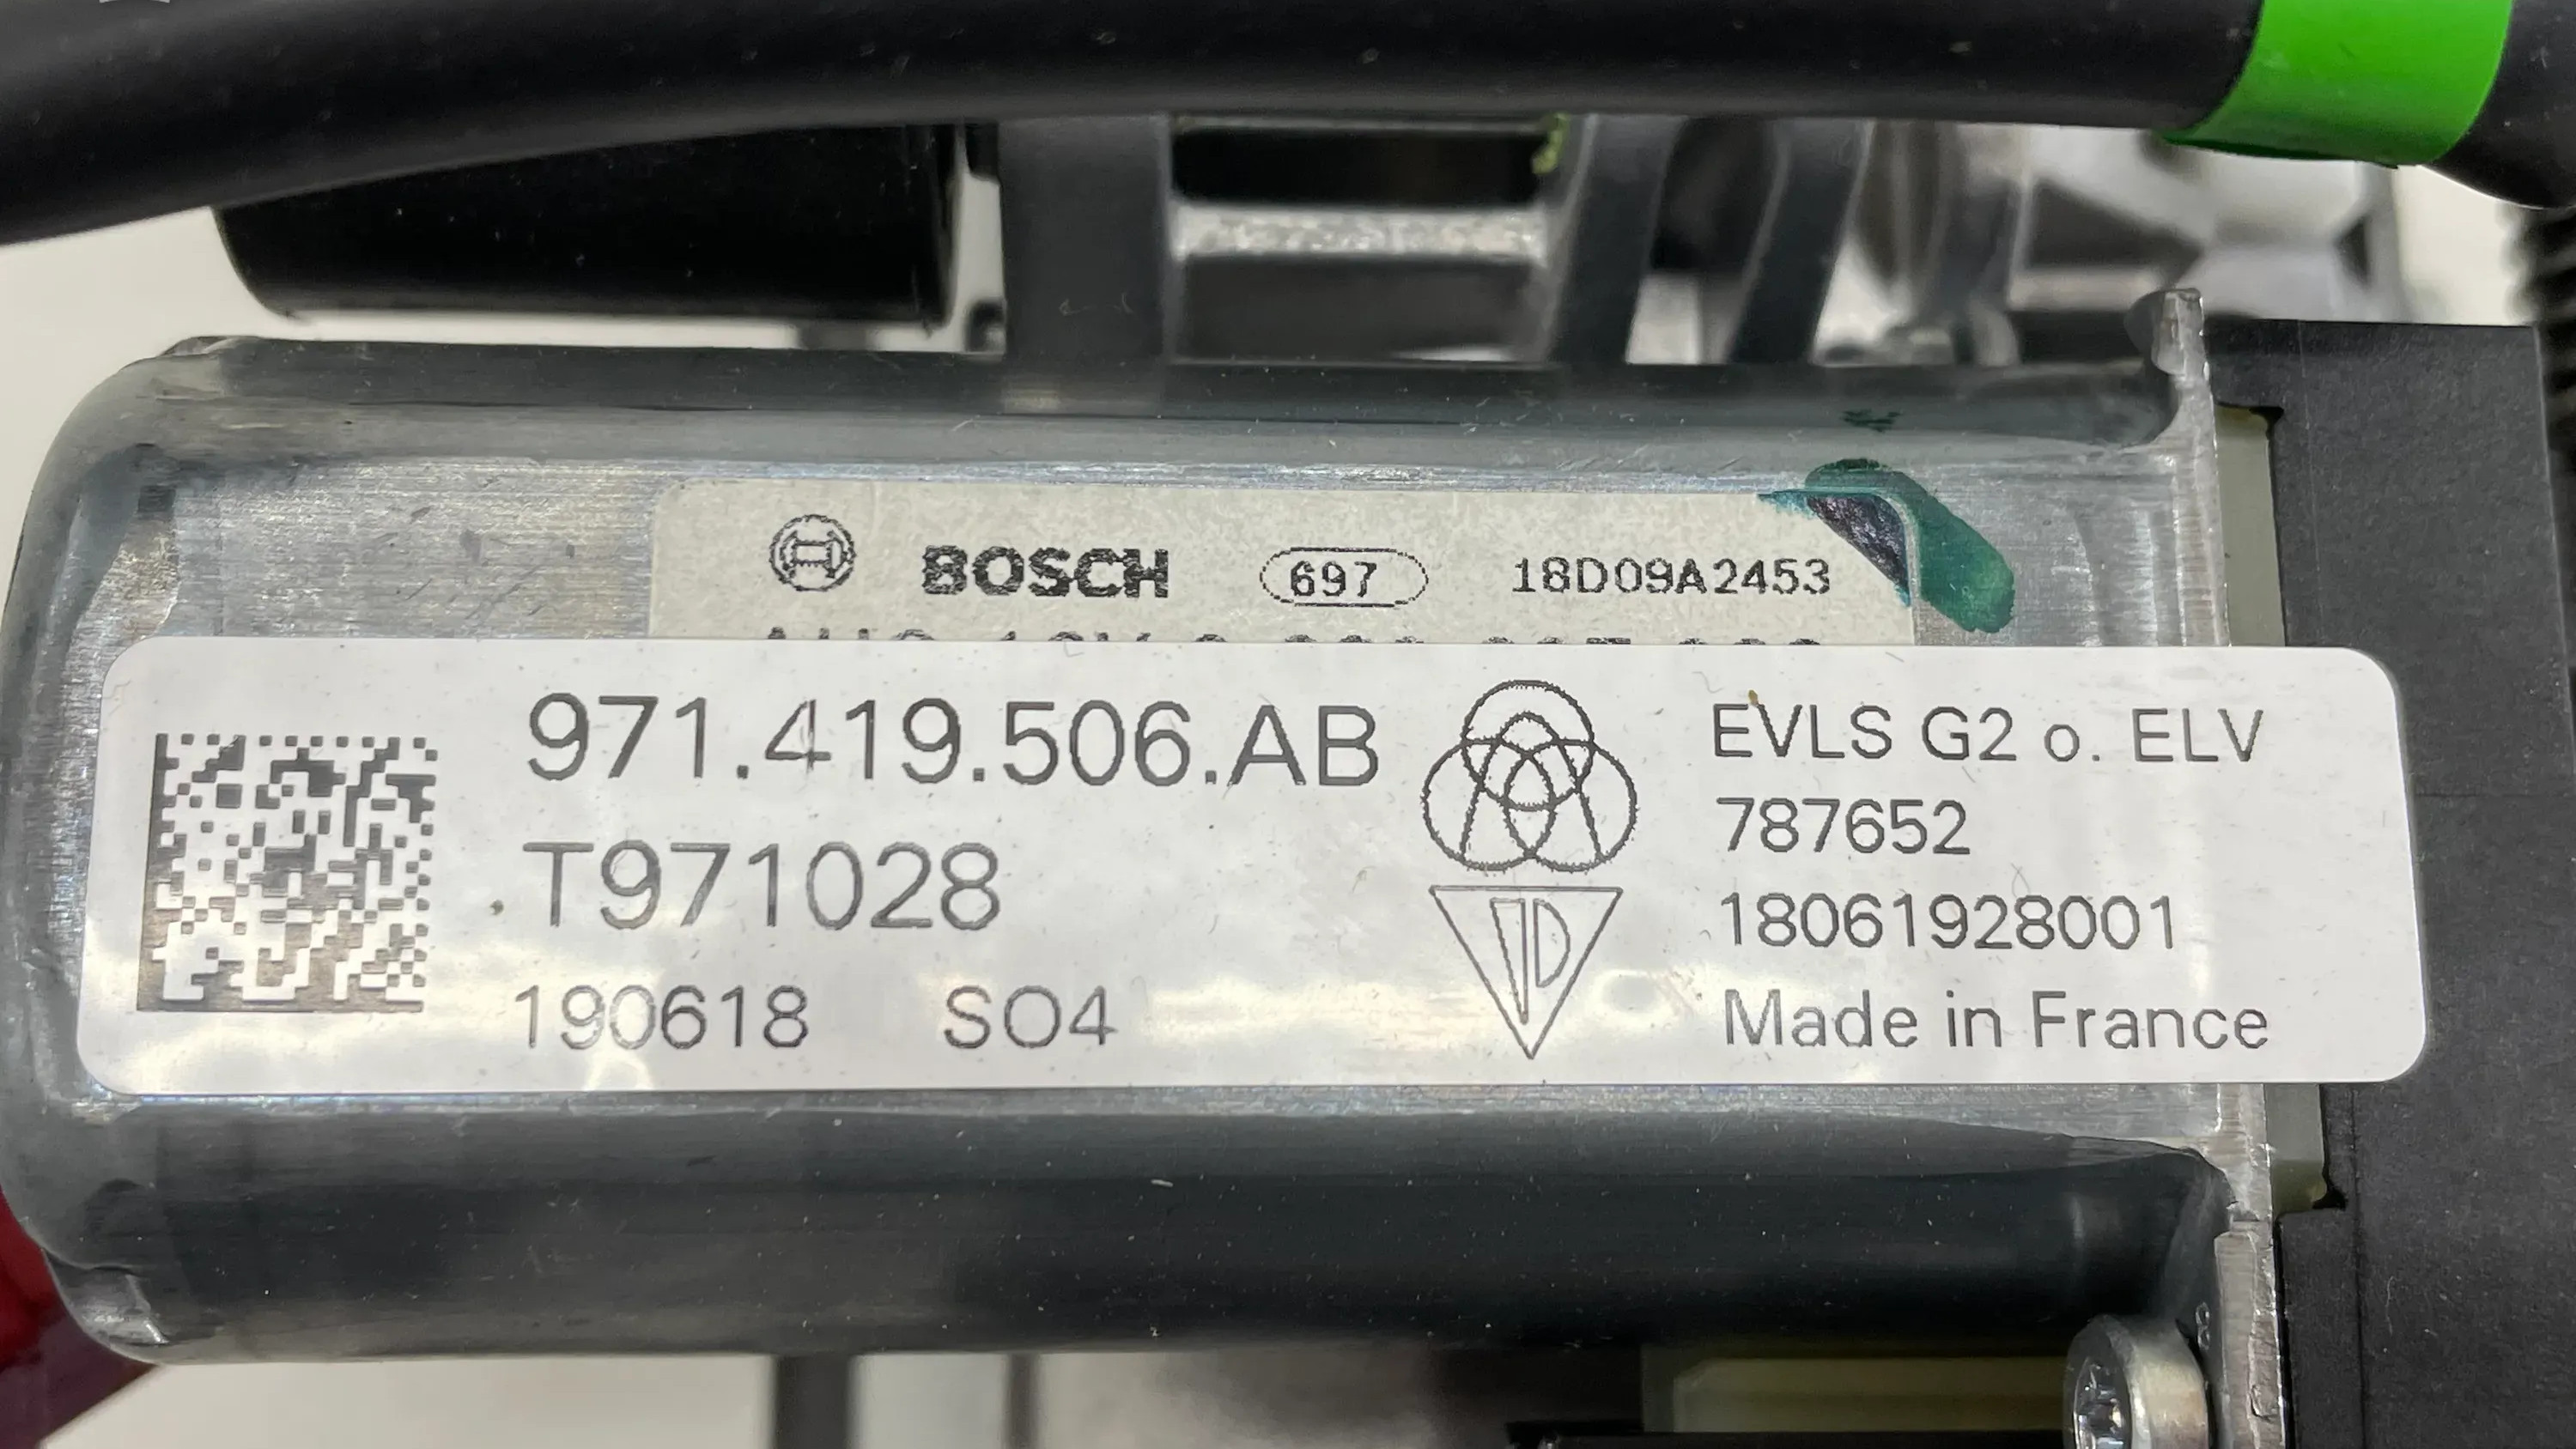 BOSCH 697 18D09A2453
971.419.506.AB
T971028
190618 SO4
EVLS G2 o. ELV
787652
18061928001
Made in France